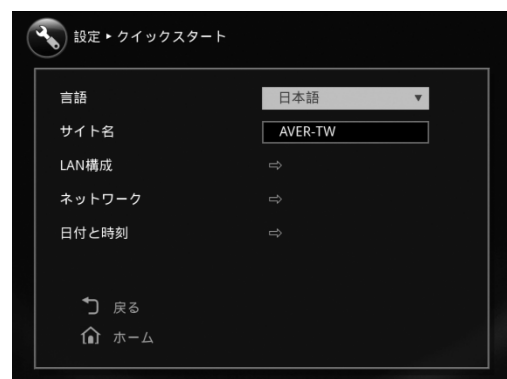 設定 ▸ クイックスタート
言語 日本語 ▼
サイト名 AVER-TW
LAN構成 ⇨
ネットワーク ⇨
日付と時刻 ⇨
戻る
ホーム